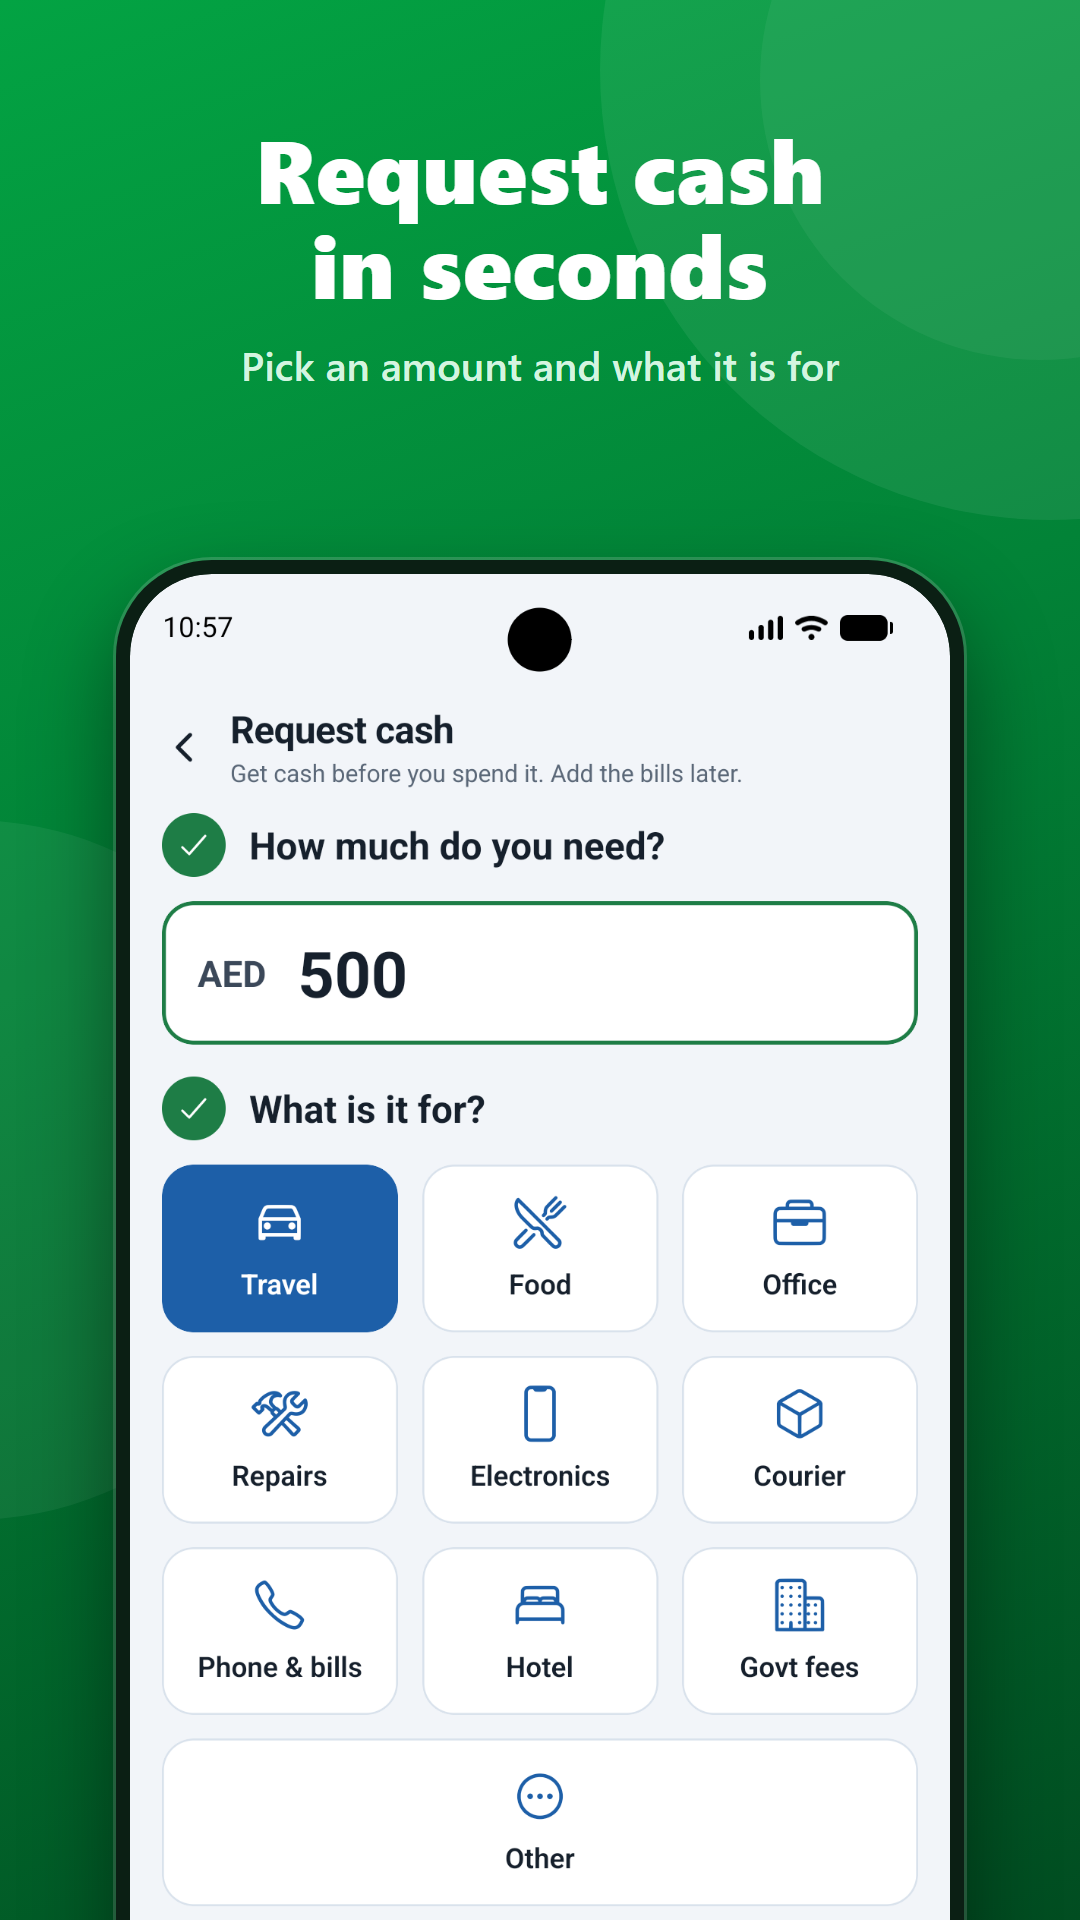 Request cash
in seconds
Pick an amount and what it is for
10:57
Request cash
Get cash before you spend it. Add the bills later.
How much do you need?
AED 500
What is it for?
Travel
Food
Office
Repairs
Electronics
Courier
Phone & bills
Hotel
Govt fees
Other